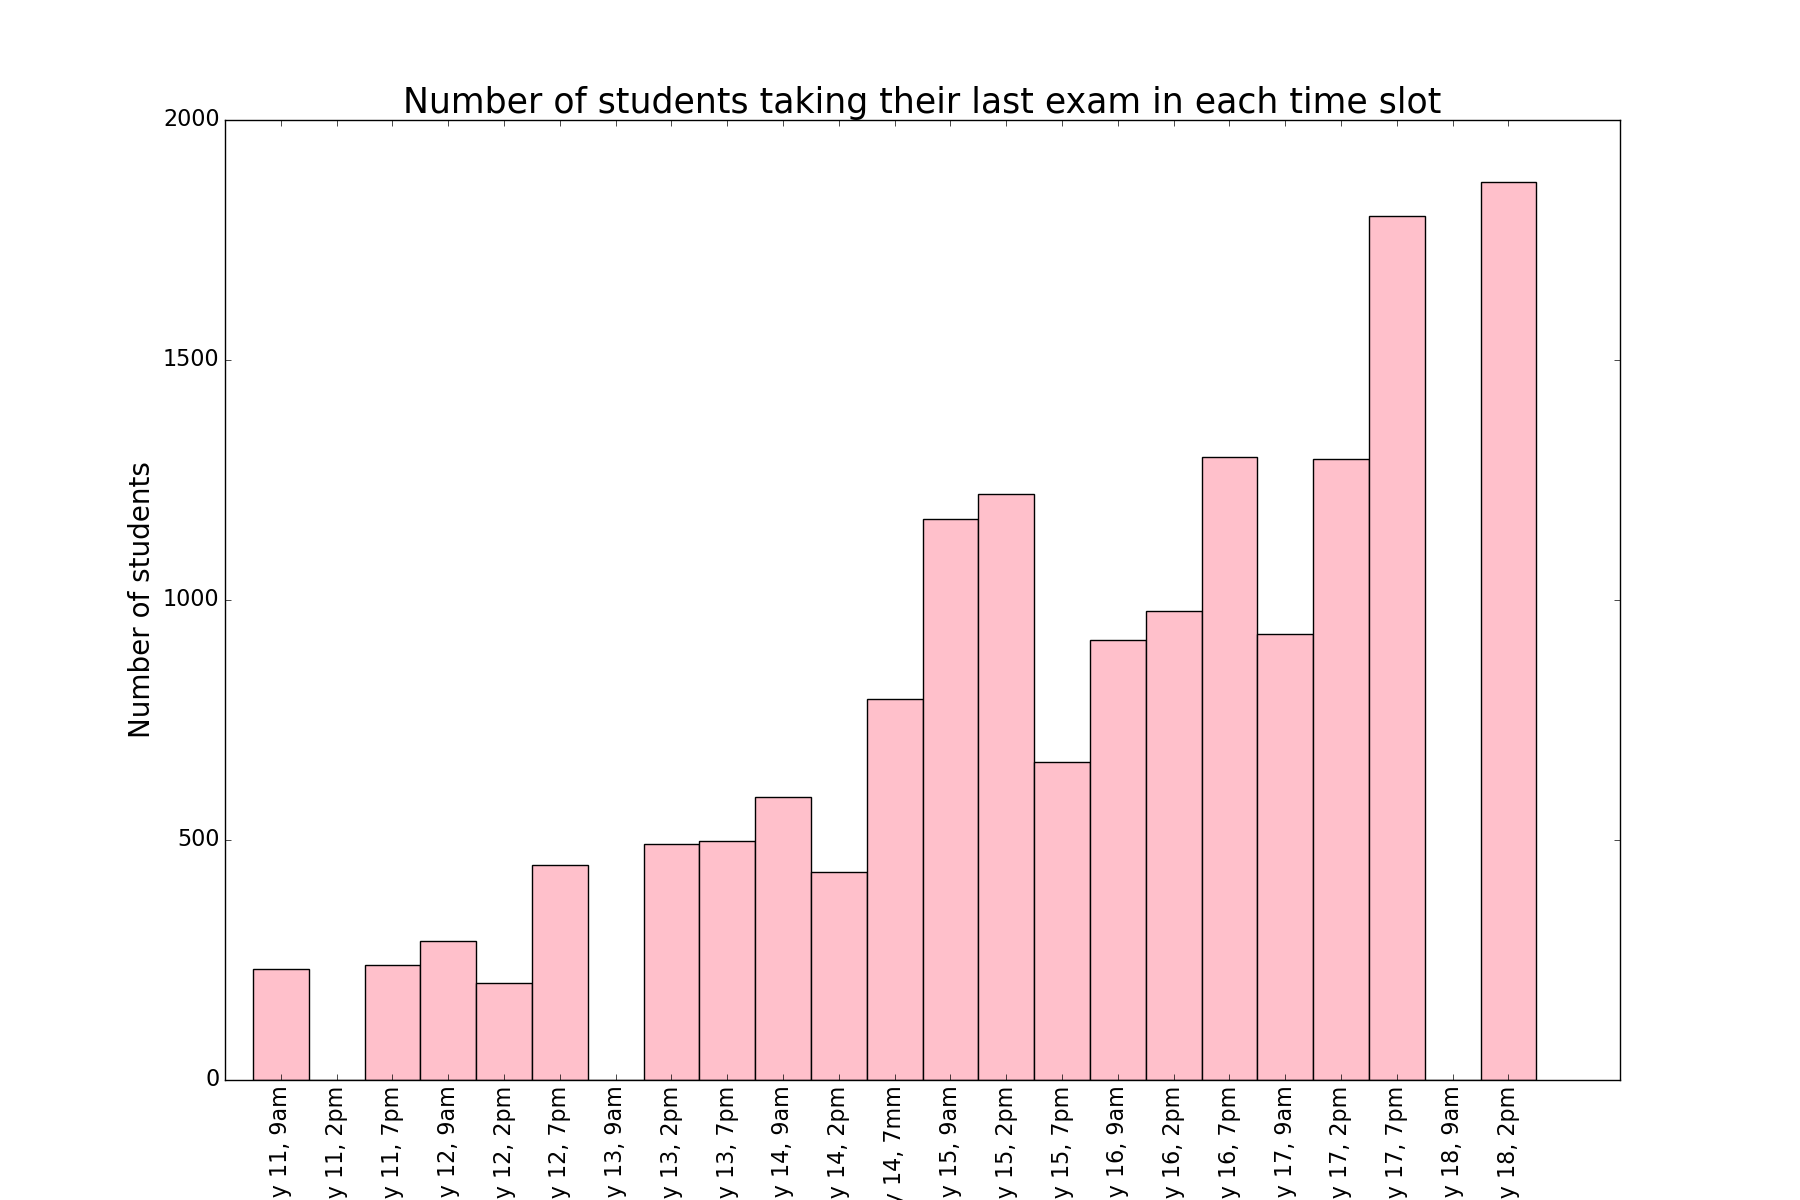 Number of students taking their last exam in each time slot
Number of students
2000
1500
1000
500
0
y 11, 9am
y 11, 2pm
y 11, 7pm
y 12, 9am
y 12, 2pm
y 12, 7pm
y 13, 9am
y 13, 2pm
y 13, 7pm
y 14, 9am
y 14, 2pm
y 14, 7mm
y 15, 9am
y 15, 2pm
y 15, 7pm
y 16, 9am
y 16, 2pm
y 16, 7pm
y 17, 9am
y 17, 2pm
y 17, 7pm
y 18, 9am
y 18, 2pm